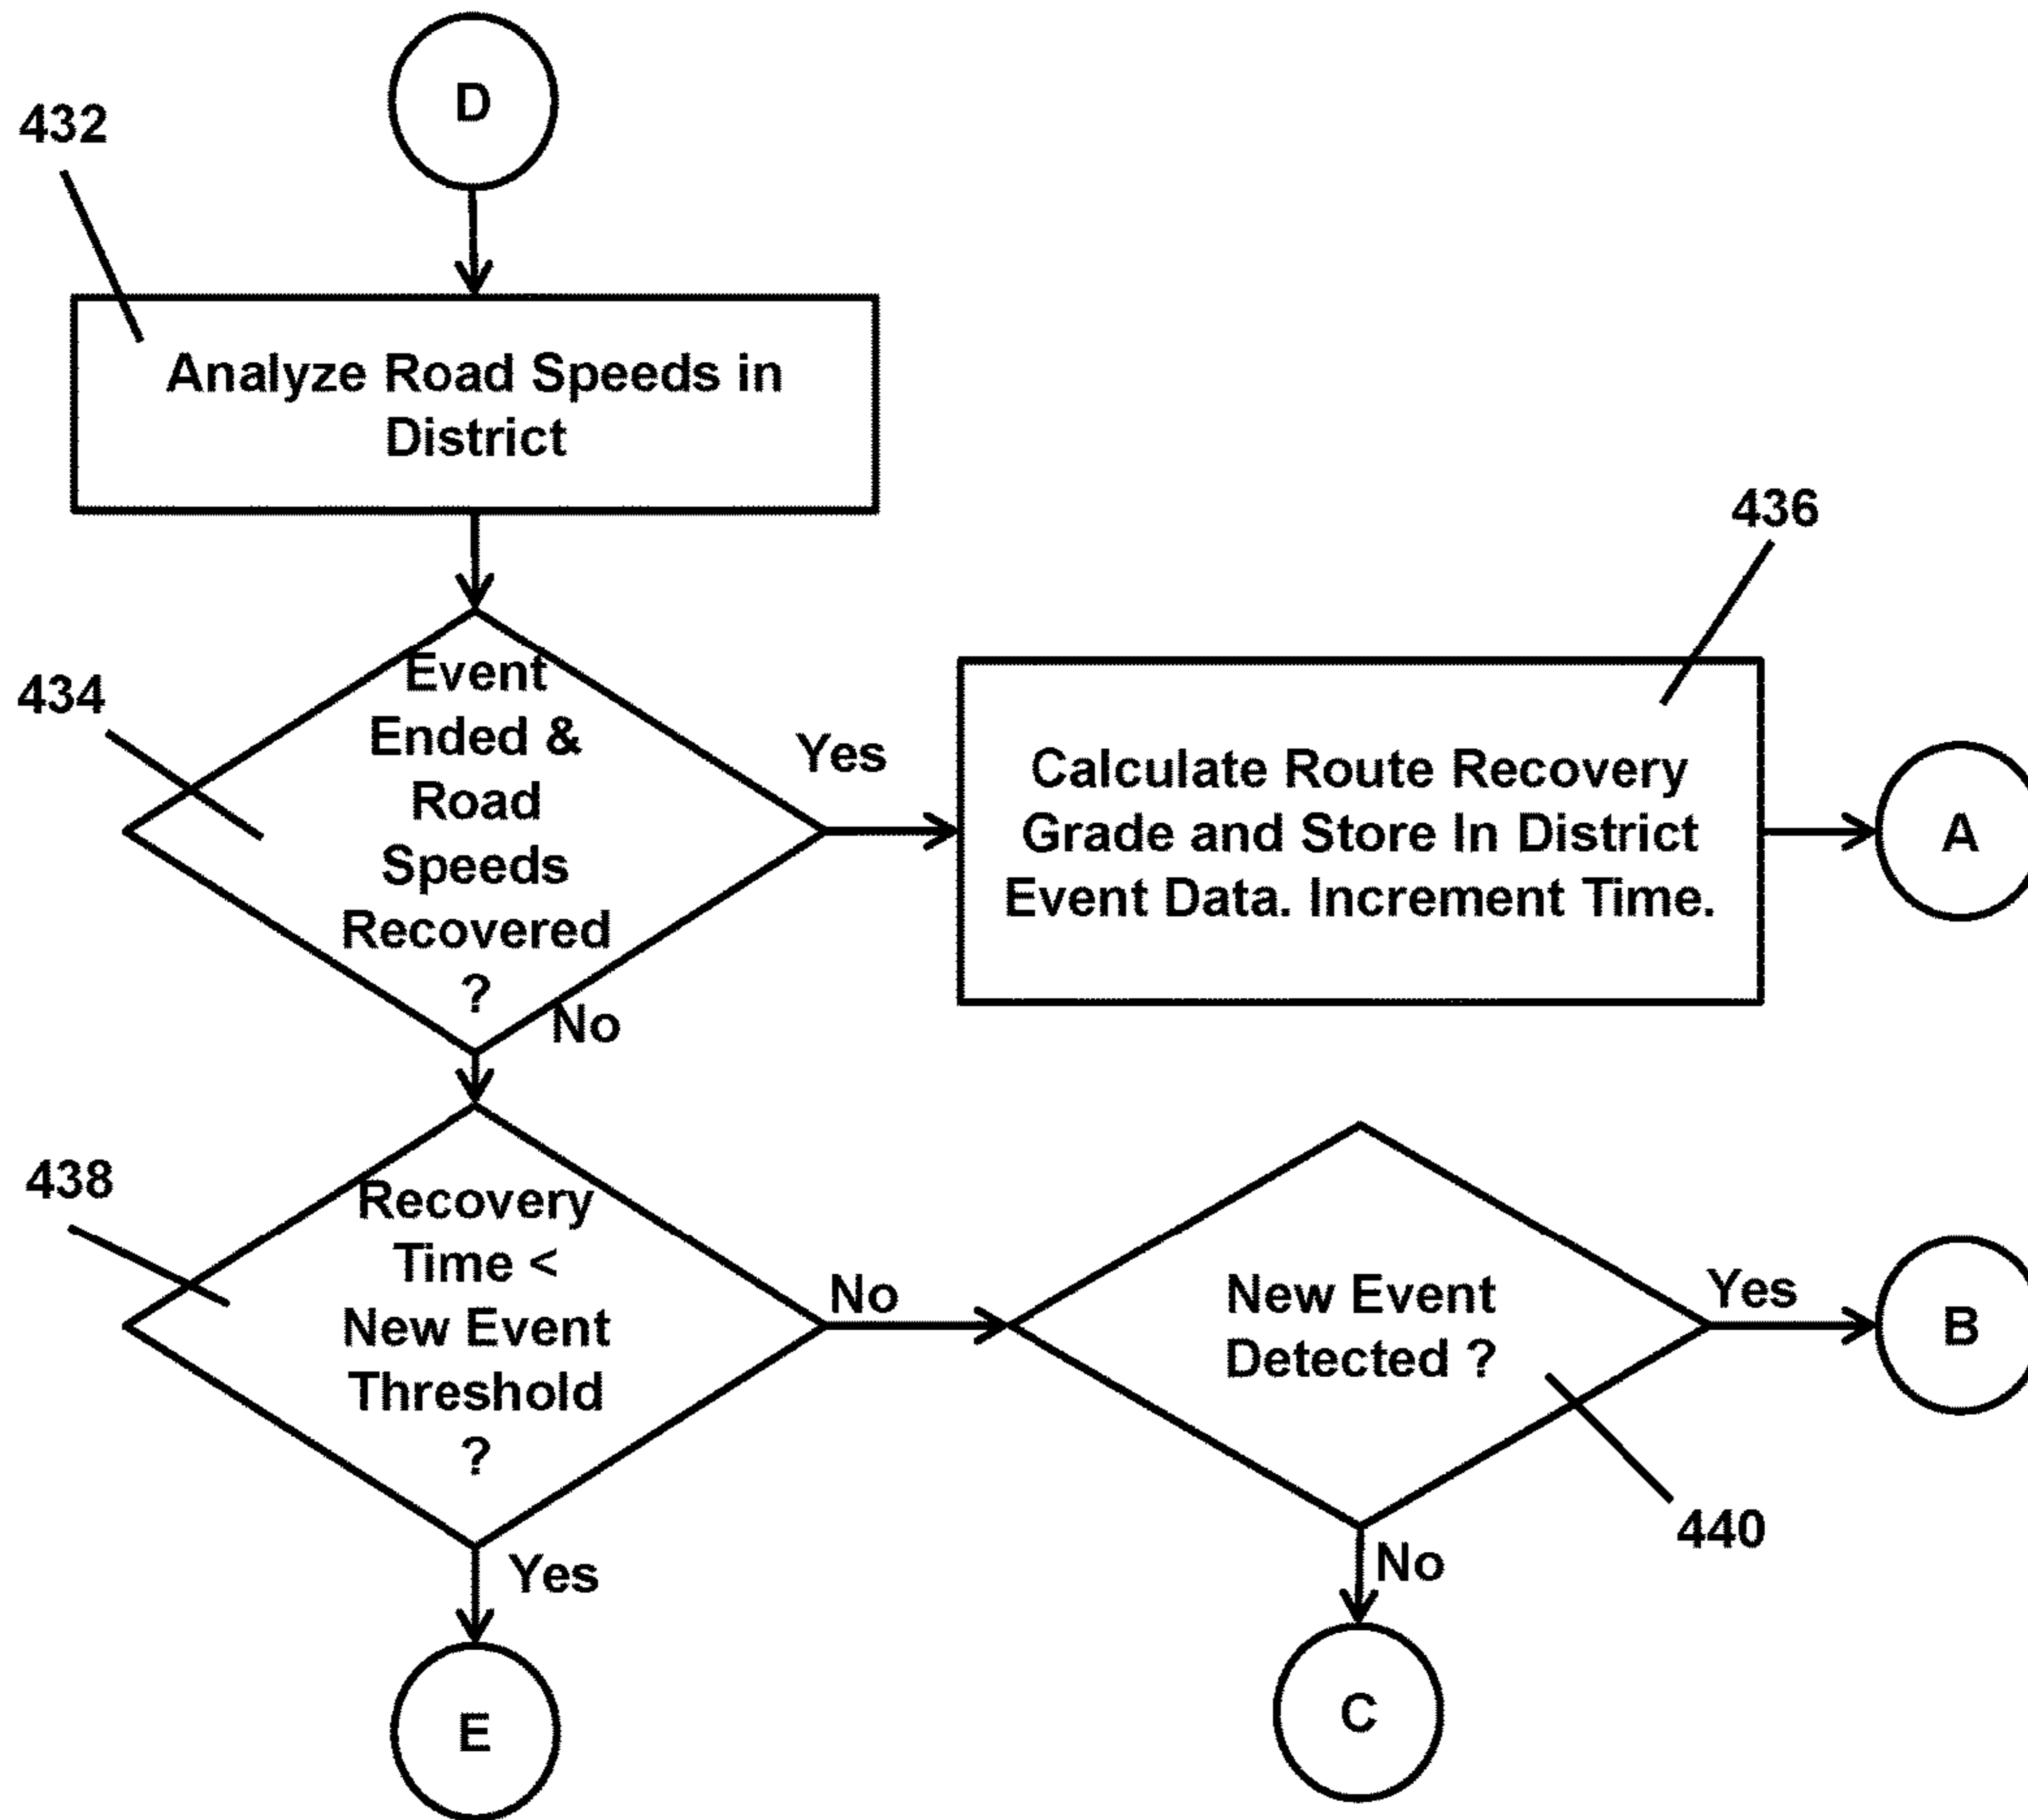 D
432
Analyze Road Speeds in
District
436
434
Event
Ended &
Road
Speeds
Recovered
?
Yes
No
Calculate Route Recovery
Grade and Store In District
Event Data. Increment Time.
A
438
Recovery
Time <
New Event
Threshold
?
No
Yes
New Event
Detected ?
Yes
B
440
No
E
C